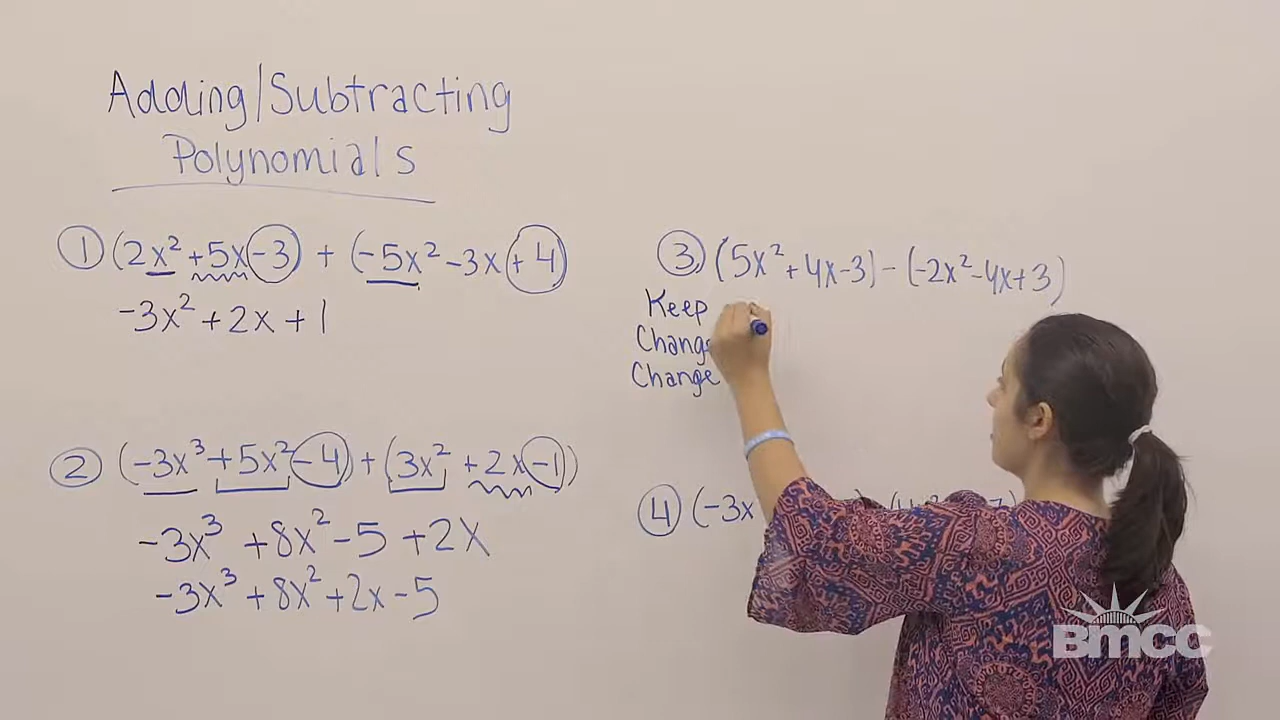 Adding/Subtracting
Polynomials
① (2x² + 5x - 3) + (-5x² - 3x + 4)
-3x² + 2x + 1
② (-3x³ + 5x² - 4) + (3x² + 2x - 1)
-3x³ + 8x² - 5 + 2x
-3x³ + 8x² + 2x - 5
③ (5x² + 4x - 3) - (-2x² - 4x + 3)
Keep
Change
Change
④ (-3x
BMCC